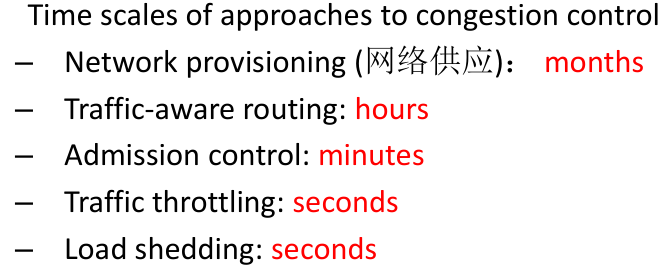 Time scales of approaches to congestion control
– Network provisioning (网络供应)： months
– Traffic-aware routing: hours
– Admission control: minutes
– Traffic throttling: seconds
– Load shedding: seconds